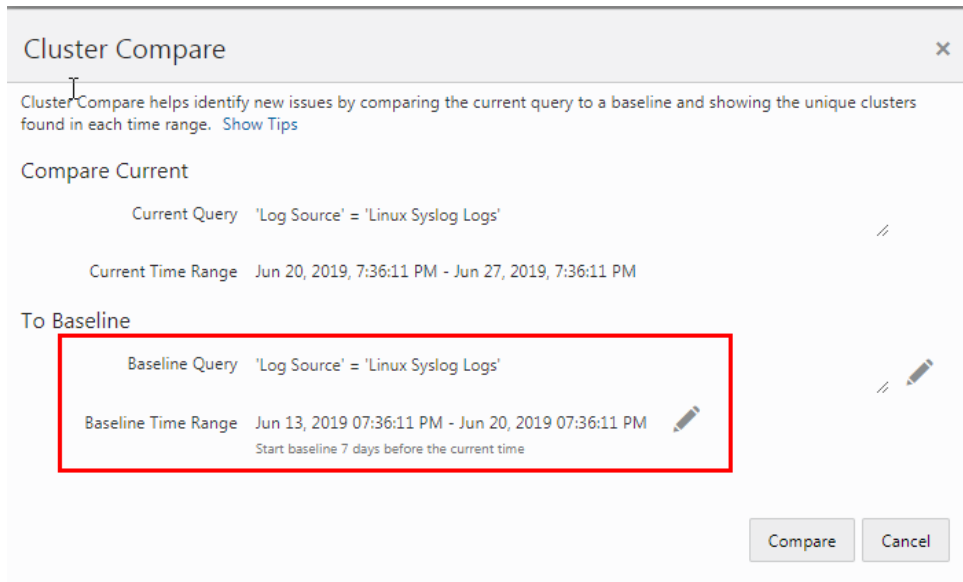 Cluster Compare
Cluster Compare helps identify new issues by comparing the current query to a baseline and showing the unique clusters
found in each time range. Show Tips
Compare Current
Current Query 'Log Source' = 'Linux Syslog Logs'
Current Time Range Jun 20, 2019, 7:36:11 PM - Jun 27, 2019, 7:36:11 PM
To Baseline
Baseline Query 'Log Source' = 'Linux Syslog Logs'
Baseline Time Range Jun 13, 2019 07:36:11 PM - Jun 20, 2019 07:36:11 PM
Start baseline 7 days before the current time
Compare Cancel